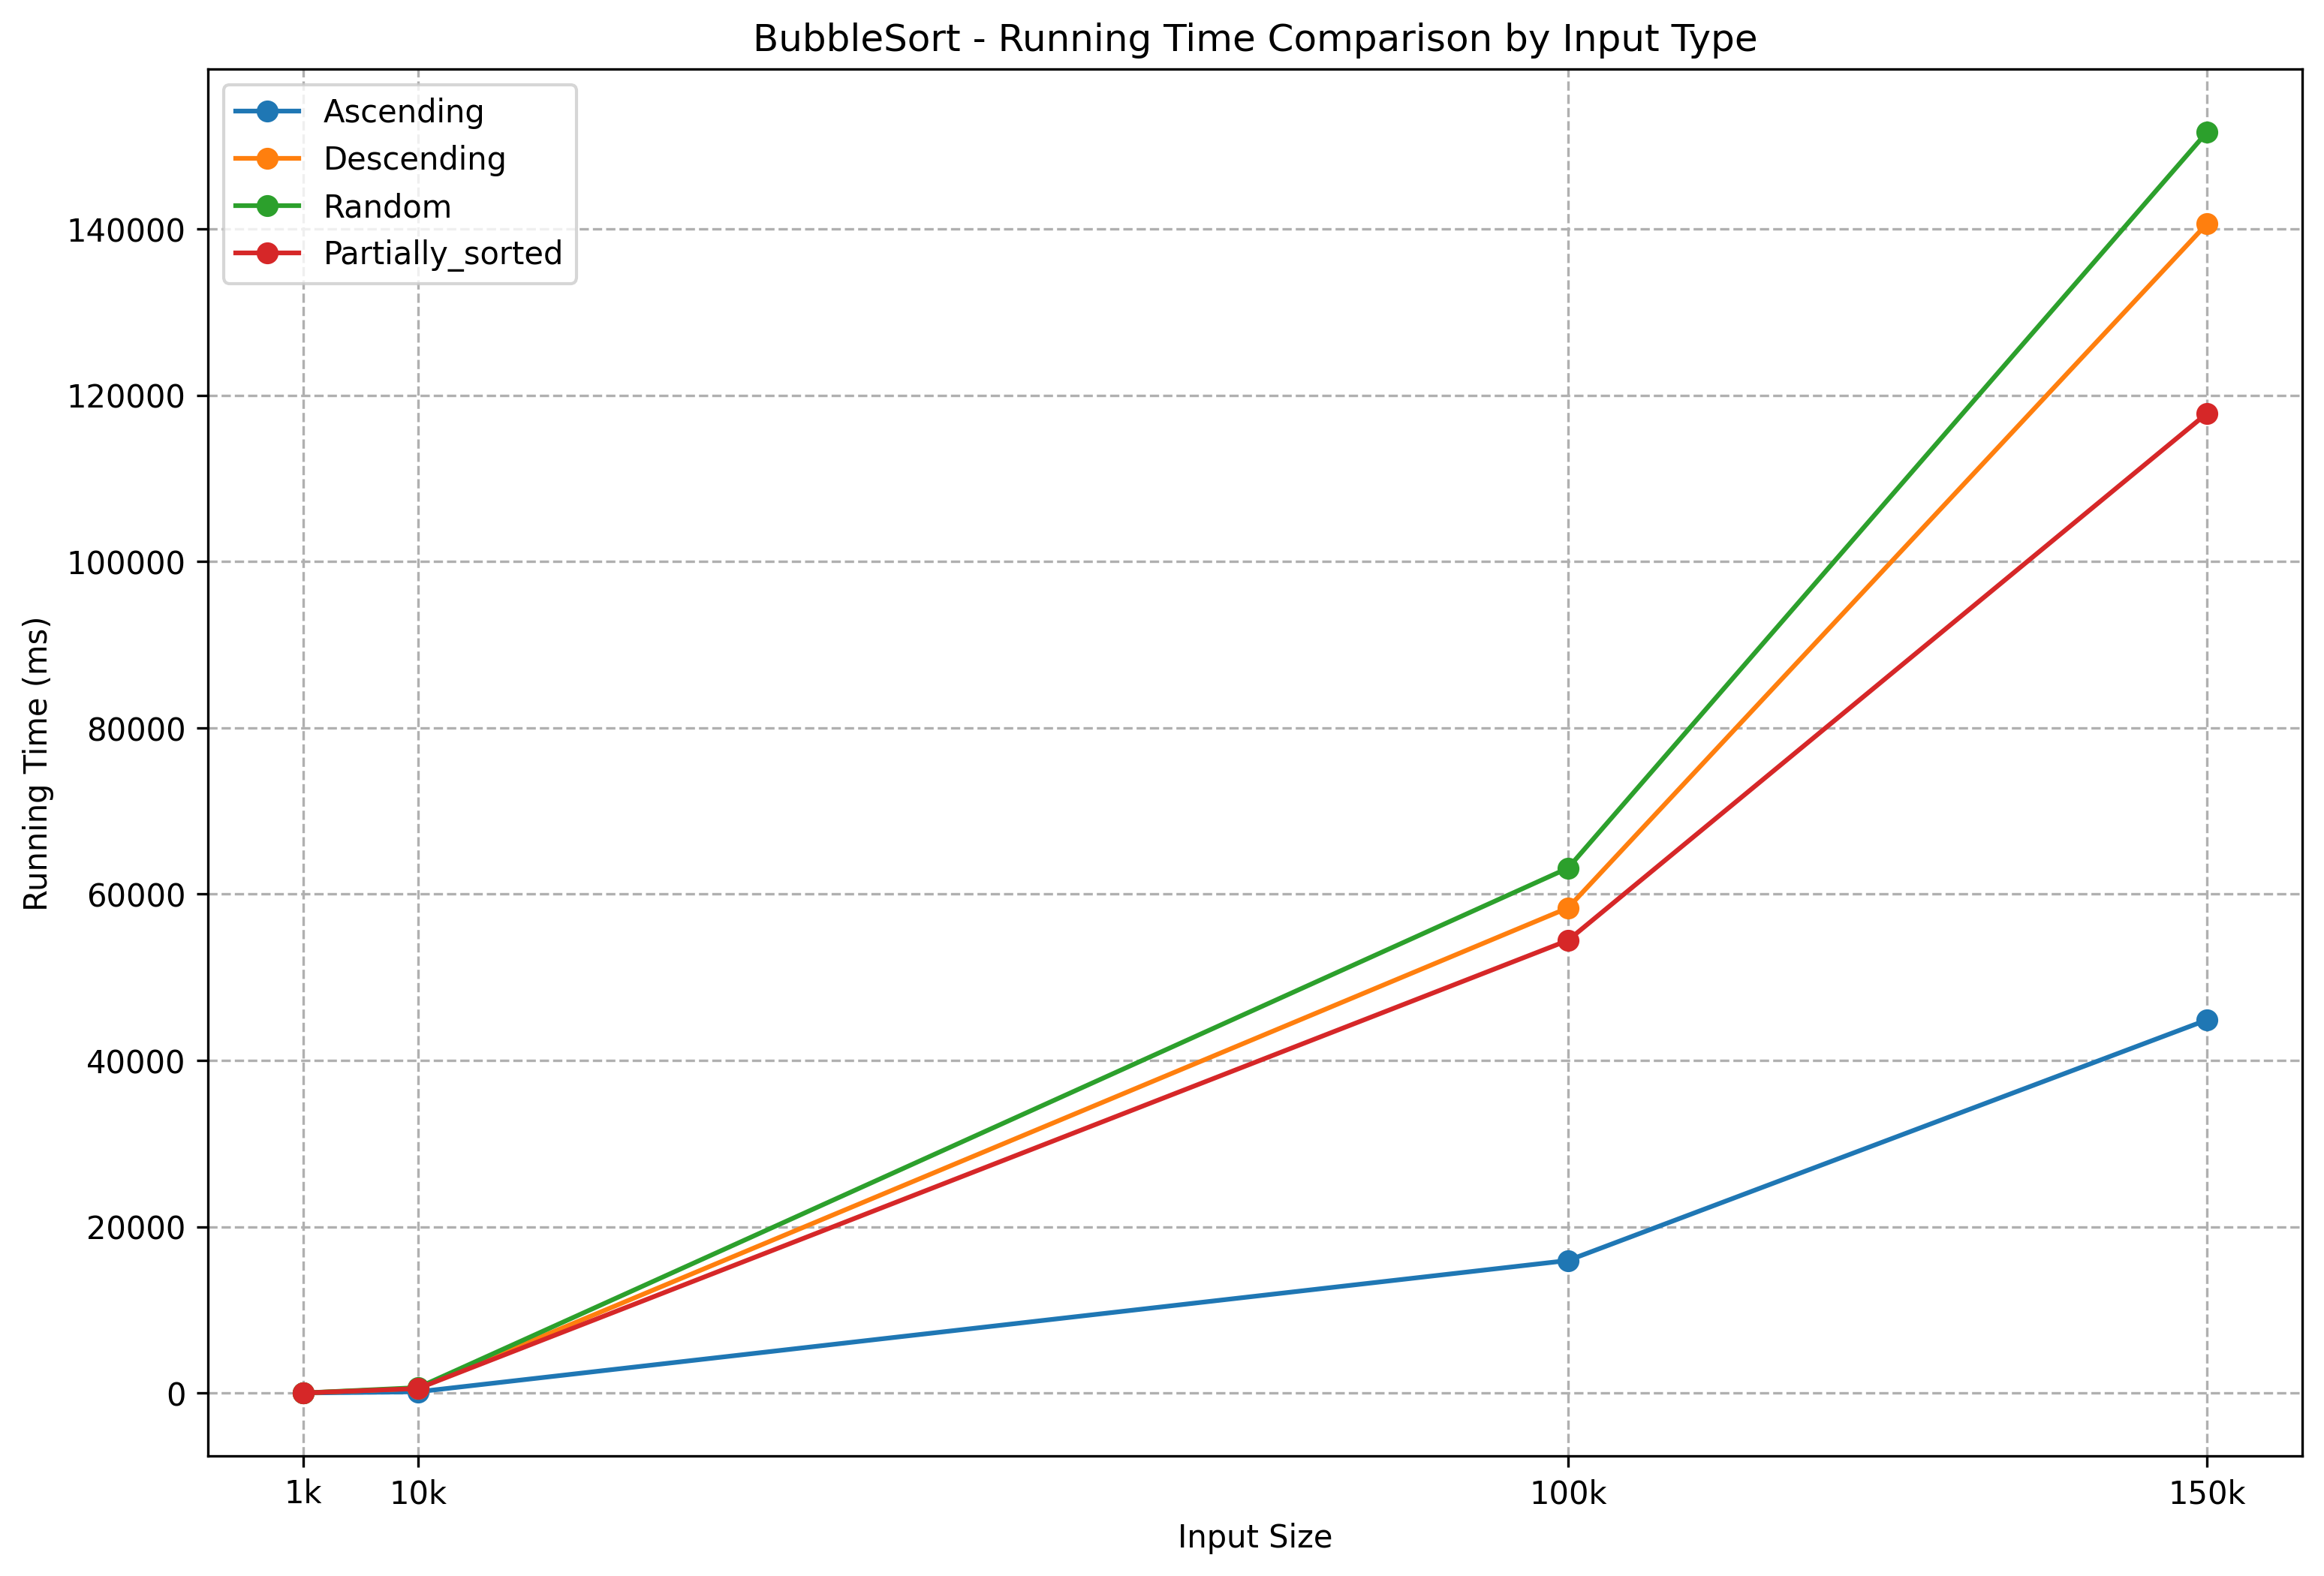 BubbleSort - Running Time Comparison by Input Type
Ascending
Descending
Random
Partially_sorted
140000
120000
100000
80000
60000
40000
20000
0
Running Time (ms)
1k
10k
100k
150k
Input Size